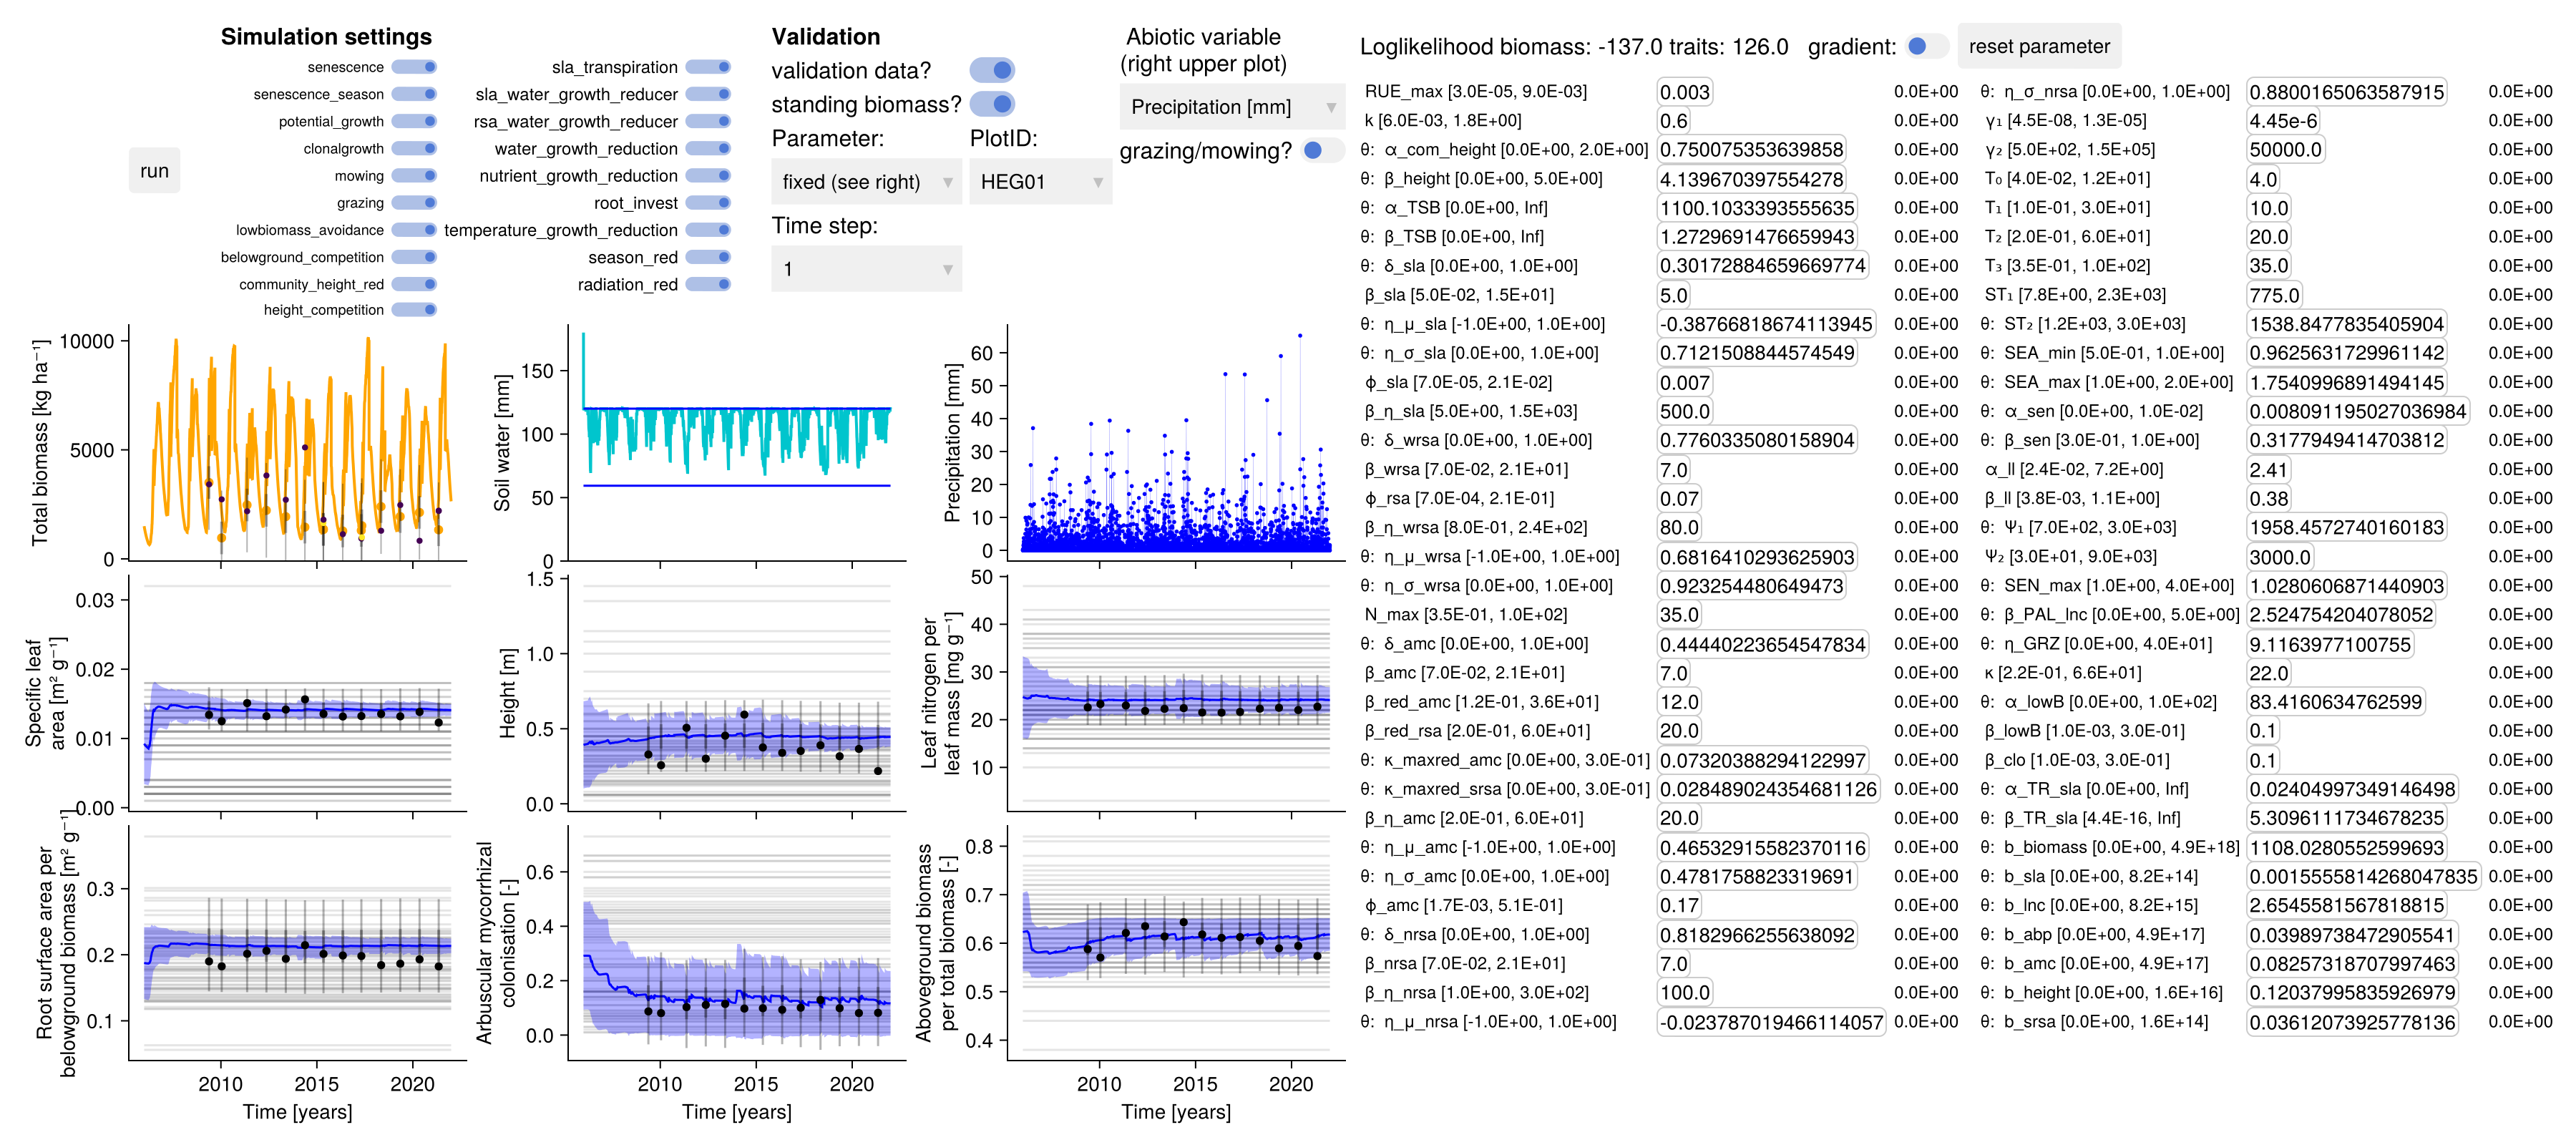 Simulation settings
senescence
senescence_season
potential_growth
clonalgrowth
mowing
grazing
lowbiomass_avoidance
belowground_competition
community_height_red
height_competition
run
sla_transpiration
sla_water_growth_reducer
rsa_water_growth_reducer
water_growth_reduction
nutrient_growth_reduction
root_invest
temperature_growth_reduction
season_red
radiation_red
Validation
validation data?
standing biomass?
Parameter:
PlotID:
fixed (see right) ▼
HEG01 ▼
Time step:
1 ▼
Abiotic variable
(right upper plot)
Precipitation [mm] ▼
grazing/mowing?
Loglikelihood biomass: -137.0 traits: 126.0 gradient:
reset parameter
RUE_max [3.0E-05, 9.0E-03] 0.003 0.0E+00
k [6.0E-03, 1.8E+00] 0.6 0.0E+00
θ: α_com_height [0.0E+00, 2.0E+00] 0.750075353639858 0.0E+00
θ: β_height [0.0E+00, 5.0E+00] 4.139670397554278 0.0E+00
θ: α_TSB [0.0E+00, Inf] 1100.1033393555635 0.0E+00
θ: β_TSB [0.0E+00, Inf] 1.2729691476659943 0.0E+00
θ: δ_sla [0.0E+00, 1.0E+00] 0.30172884659669774 0.0E+00
β_sla [5.0E-02, 1.5E+01] 5.0 0.0E+00
θ: η_μ_sla [-1.0E+00, 1.0E+00] -0.38766818674113945 0.0E+00
θ: η_σ_sla [0.0E+00, 1.0E+00] 0.7121508844574549 0.0E+00
ϕ_sla [7.0E-05, 2.1E-02] 0.007 0.0E+00
β_η_sla [5.0E+00, 1.5E+03] 500.0 0.0E+00
θ: δ_wrsa [0.0E+00, 1.0E+00] 0.7760335080158904 0.0E+00
β_wrsa [7.0E-02, 2.1E+01] 7.0 0.0E+00
ϕ_rsa [7.0E-04, 2.1E-01] 0.07 0.0E+00
β_η_wrsa [8.0E-01, 2.4E+02] 80.0 0.0E+00
θ: η_μ_wrsa [-1.0E+00, 1.0E+00] 0.6816410293625903 0.0E+00
θ: η_σ_wrsa [0.0E+00, 1.0E+00] 0.923254480649473 0.0E+00
N_max [3.5E-01, 1.0E+02] 35.0 0.0E+00
θ: δ_amc [0.0E+00, 1.0E+00] 0.44440223654547834 0.0E+00
β_amc [7.0E-02, 2.1E+01] 7.0 0.0E+00
β_red_amc [1.2E-01, 3.6E+01] 12.0 0.0E+00
β_red_rsa [2.0E-01, 6.0E+01] 20.0 0.0E+00
θ: κ_maxred_amc [0.0E+00, 3.0E-01] 0.07320388294122997 0.0E+00
θ: κ_maxred_srsa [0.0E+00, 3.0E-01] 0.028489024354681126 0.0E+00
β_η_amc [2.0E-01, 6.0E+01] 20.0 0.0E+00
θ: η_μ_amc [-1.0E+00, 1.0E+00] 0.46532915582370116 0.0E+00
θ: η_σ_amc [0.0E+00, 1.0E+00] 0.4781758823319691 0.0E+00
ϕ_amc [1.7E-03, 5.1E-01] 0.17 0.0E+00
θ: δ_nrsa [0.0E+00, 1.0E+00] 0.8182966255638092 0.0E+00
β_nrsa [7.0E-02, 2.1E+01] 7.0 0.0E+00
β_η_nrsa [1.0E+00, 3.0E+02] 100.0 0.0E+00
θ: η_μ_nrsa [-1.0E+00, 1.0E+00] -0.023787019466114057 0.0E+00
θ: η_σ_nrsa [0.0E+00, 1.0E+00] 0.8800165063587915 0.0E+00
γ₁ [4.5E-08, 1.3E-05] 4.45e-6 0.0E+00
γ₂ [5.0E+02, 1.5E+05] 50000.0 0.0E+00
T₀ [4.0E-02, 1.2E+01] 4.0 0.0E+00
T₁ [1.0E-01, 3.0E+01] 10.0 0.0E+00
T₂ [2.0E-01, 6.0E+01] 20.0 0.0E+00
T₃ [3.5E-01, 1.0E+02] 35.0 0.0E+00
ST₁ [7.8E+00, 2.3E+03] 775.0 0.0E+00
θ: ST₂ [1.2E+03, 3.0E+03] 1538.8477835405904 0.0E+00
θ: SEA_min [5.0E-01, 1.0E+00] 0.9625631729961142 0.0E+00
θ: SEA_max [1.0E+00, 2.0E+00] 1.7540996891494145 0.0E+00
θ: α_sen [0.0E+00, 1.0E-02] 0.008091195027036984 0.0E+00
θ: β_sen [3.0E-01, 1.0E+00] 0.3177949414703812 0.0E+00
α_ll [2.4E-02, 7.2E+00] 2.41 0.0E+00
β_ll [3.8E-03, 1.1E+00] 0.38 0.0E+00
θ: Ψ₁ [7.0E+02, 3.0E+03] 1958.4572740160183 0.0E+00
Ψ₂ [3.0E+01, 9.0E+03] 3000.0 0.0E+00
θ: SEN_max [1.0E+00, 4.0E+00] 1.0280606871440903 0.0E+00
θ: β_PAL_lnc [0.0E+00, 5.0E+00] 2.524754204078052 0.0E+00
θ: η_GRZ [0.0E+00, 4.0E+01] 9.1163977100755 0.0E+00
κ [2.2E-01, 6.6E+01] 22.0 0.0E+00
θ: α_lowB [0.0E+00, 1.0E+02] 83.4160634762599 0.0E+00
β_lowB [1.0E-03, 3.0E-01] 0.1 0.0E+00
β_clo [1.0E-03, 3.0E-01] 0.1 0.0E+00
θ: α_TR_sla [0.0E+00, Inf] 0.02404997349146498 0.0E+00
θ: β_TR_sla [4.4E-16, Inf] 5.3096111734678235 0.0E+00
θ: b_biomass [0.0E+00, 4.9E+18] 1108.0280552599693 0.0E+00
θ: b_sla [0.0E+00, 8.2E+14] 0.0015555814268047835 0.0E+00
θ: b_lnc [0.0E+00, 8.2E+15] 2.6545581567818815 0.0E+00
θ: b_abp [0.0E+00, 4.9E+17] 0.03989738472905541 0.0E+00
θ: b_amc [0.0E+00, 4.9E+17] 0.08257318707997463 0.0E+00
θ: b_height [0.0E+00, 1.6E+16] 0.12037995835926979 0.0E+00
θ: b_srsa [0.0E+00, 1.6E+14] 0.03612073925778136 0.0E+00
Total biomass [kg ha⁻¹]
10000
5000
0
Soil water [mm]
150
100
50
0
Precipitation [mm]
60
50
40
30
20
10
0
Specific leaf
area [m² g⁻¹]
0.03
0.02
0.01
0.00
Height [m]
1.5
1.0
0.5
0.0
Leaf nitrogen per
leaf mass [mg g⁻¹]
50
40
30
20
10
Root surface area per
belowground biomass [m² g⁻¹]
0.3
0.2
0.1
2010 2015 2020
Time [years]
Arbuscular mycorrhizal
colonisation [-]
0.6
0.4
0.2
0.0
2010 2015 2020
Time [years]
Aboveground biomass
per total biomass [-]
0.8
0.7
0.6
0.5
0.4
2010 2015 2020
Time [years]